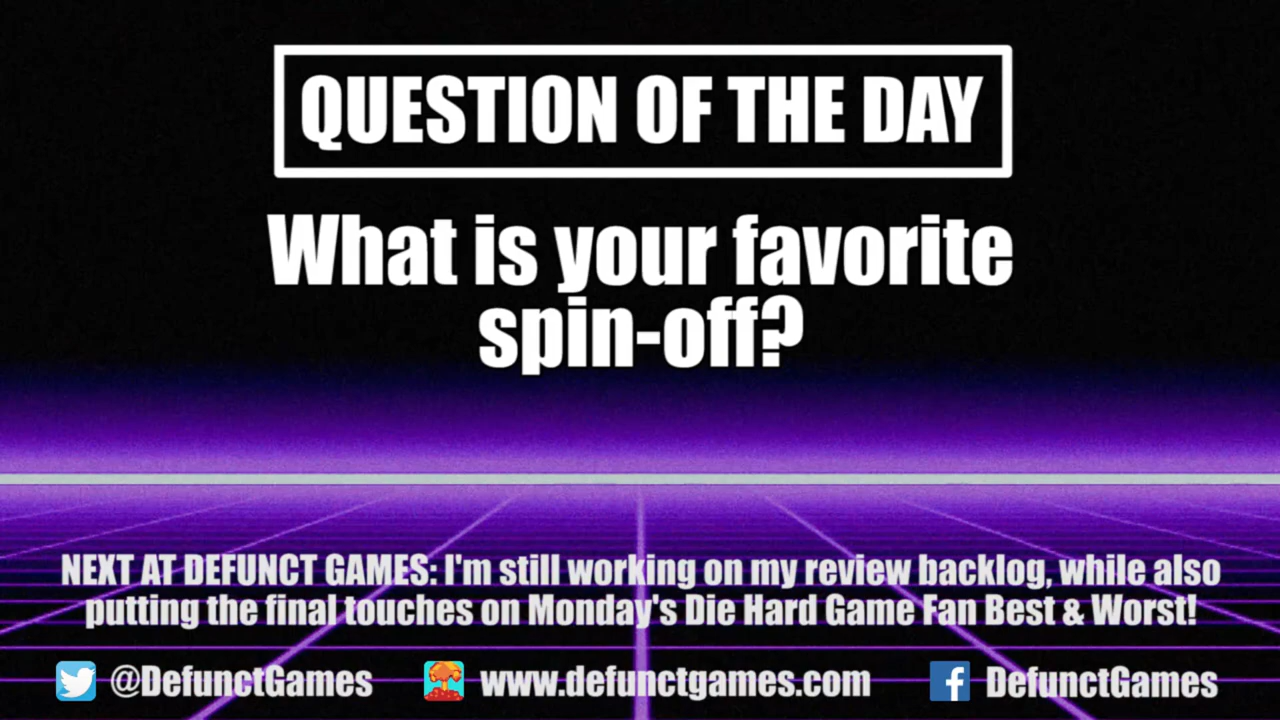 QUESTION OF THE DAY
What is your favorite
spin-off?
NEXT AT DEFUNCT GAMES: I'm still working on my review backlog, while also
putting the final touches on Monday's Die Hard Game Fan Best & Worst!
@DefunctGames www.defunctgames.com DefunctGames